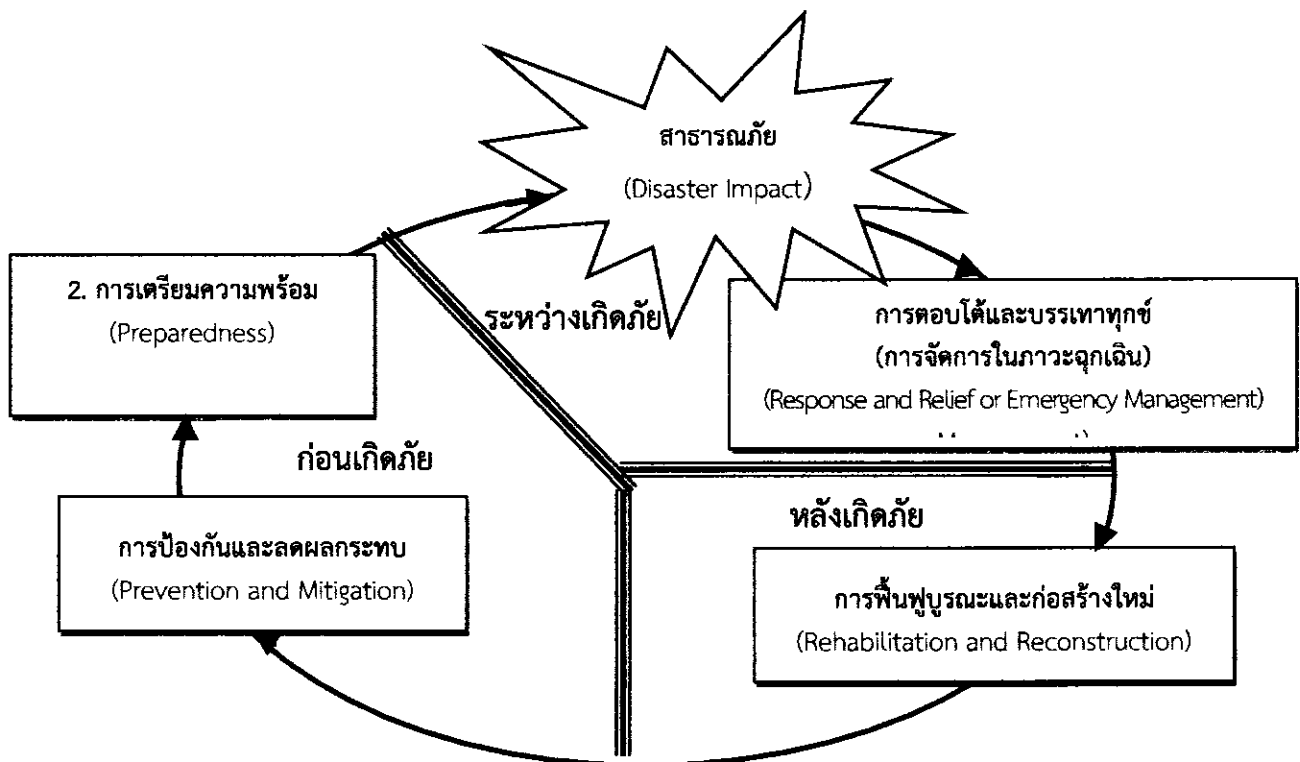 สาธารณภัย
(Disaster Impact)
2. การเตรียมความพร้อม
(Preparedness)
ระหว่างเกิดภัย
การตอบโต้และบรรเทาทุกข์
(การจัดการในภาวะฉุกเฉิน)
(Response and Relief or Emergency Management)
ก่อนเกิดภัย
หลังเกิดภัย
การป้องกันและลดผลกระทบ
(Prevention and Mitigation)
การฟื้นฟูบูรณะและก่อสร้างใหม่
(Rehabilitation and Reconstruction)